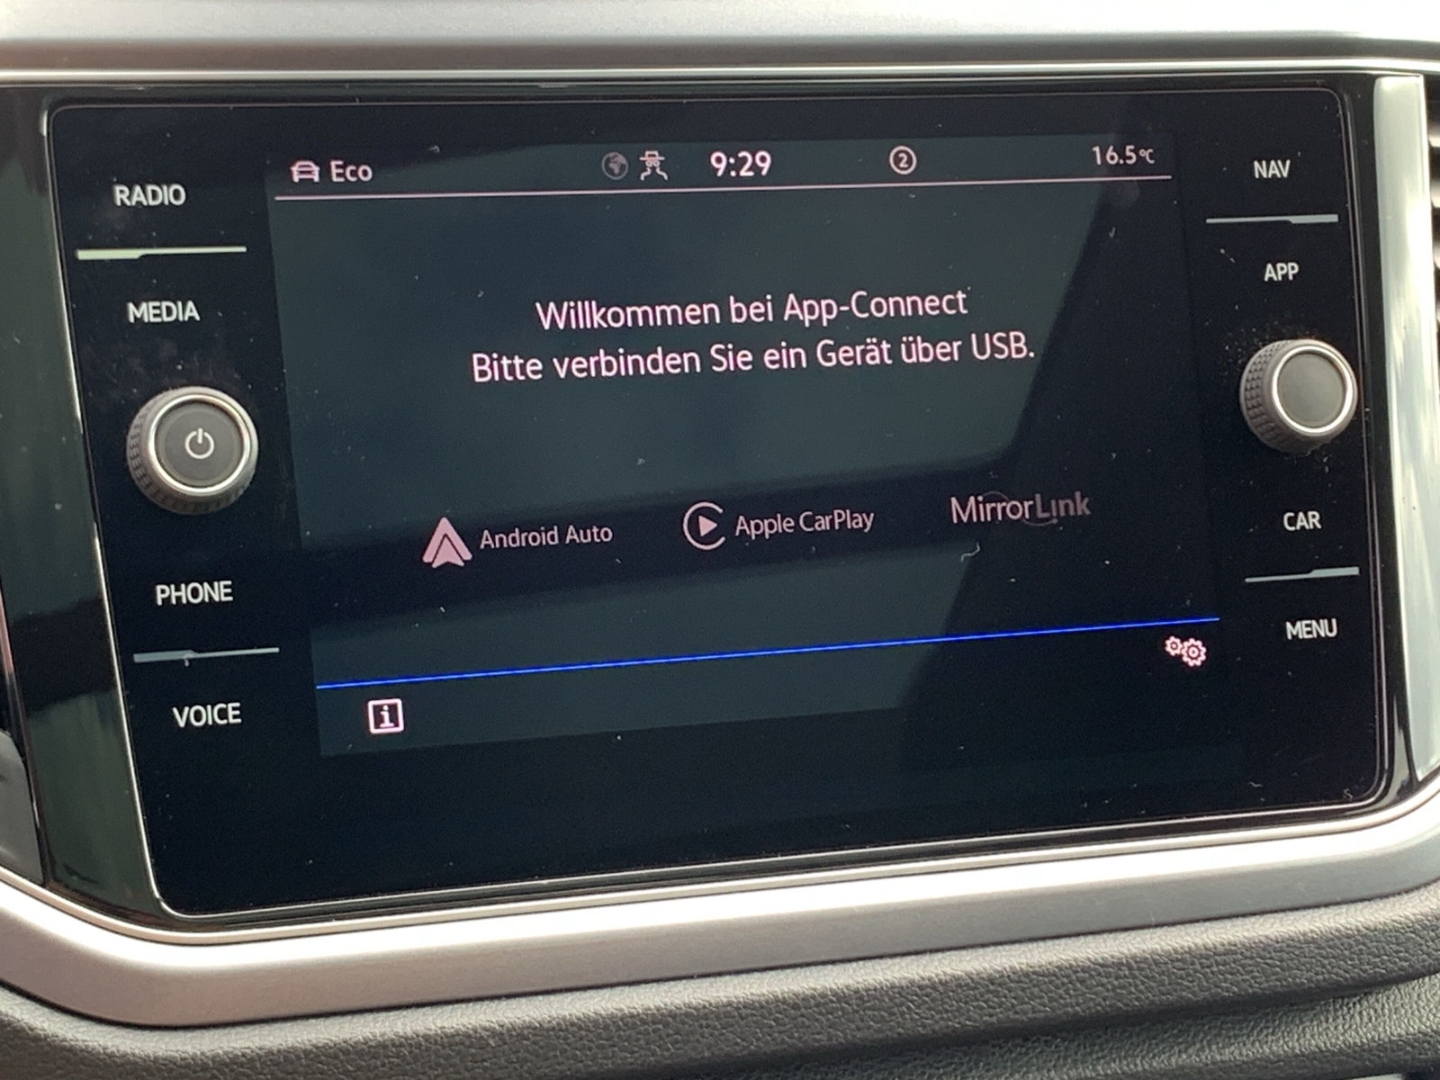 RADIO
MEDIA
PHONE
VOICE
Eco
9:29
2
16.5°C
Willkommen bei App-Connect
Bitte verbinden Sie ein Gerät über USB.
Android Auto
Apple CarPlay
MirrorLink
i
NAV
APP
CAR
MENU